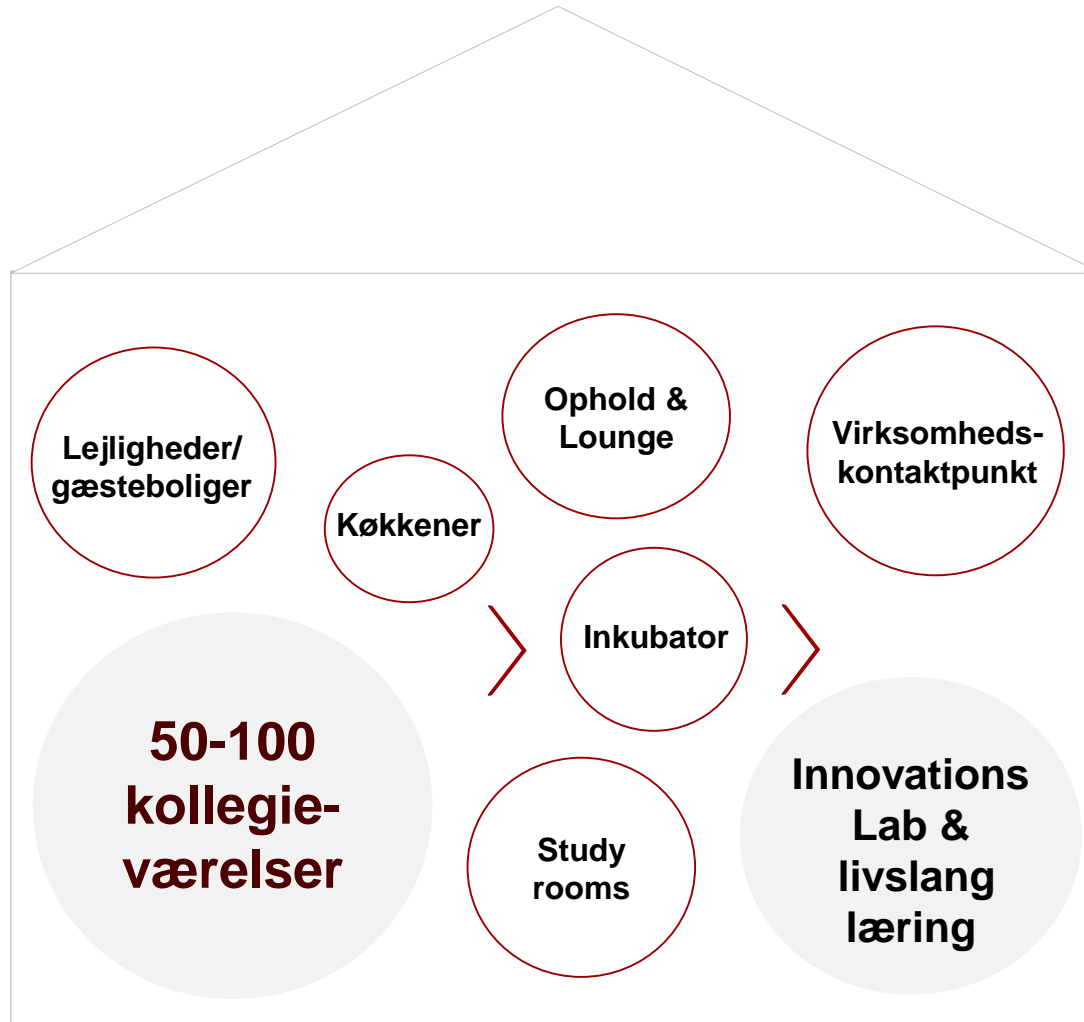 Lejligheder/
gæsteboliger
Køkkener
Ophold &
Lounge
Virksomheds-
kontaktpunkt
Inkubator
50-100
kollegie-
værelser
Study
rooms
Innovations
Lab &
livslang
læring